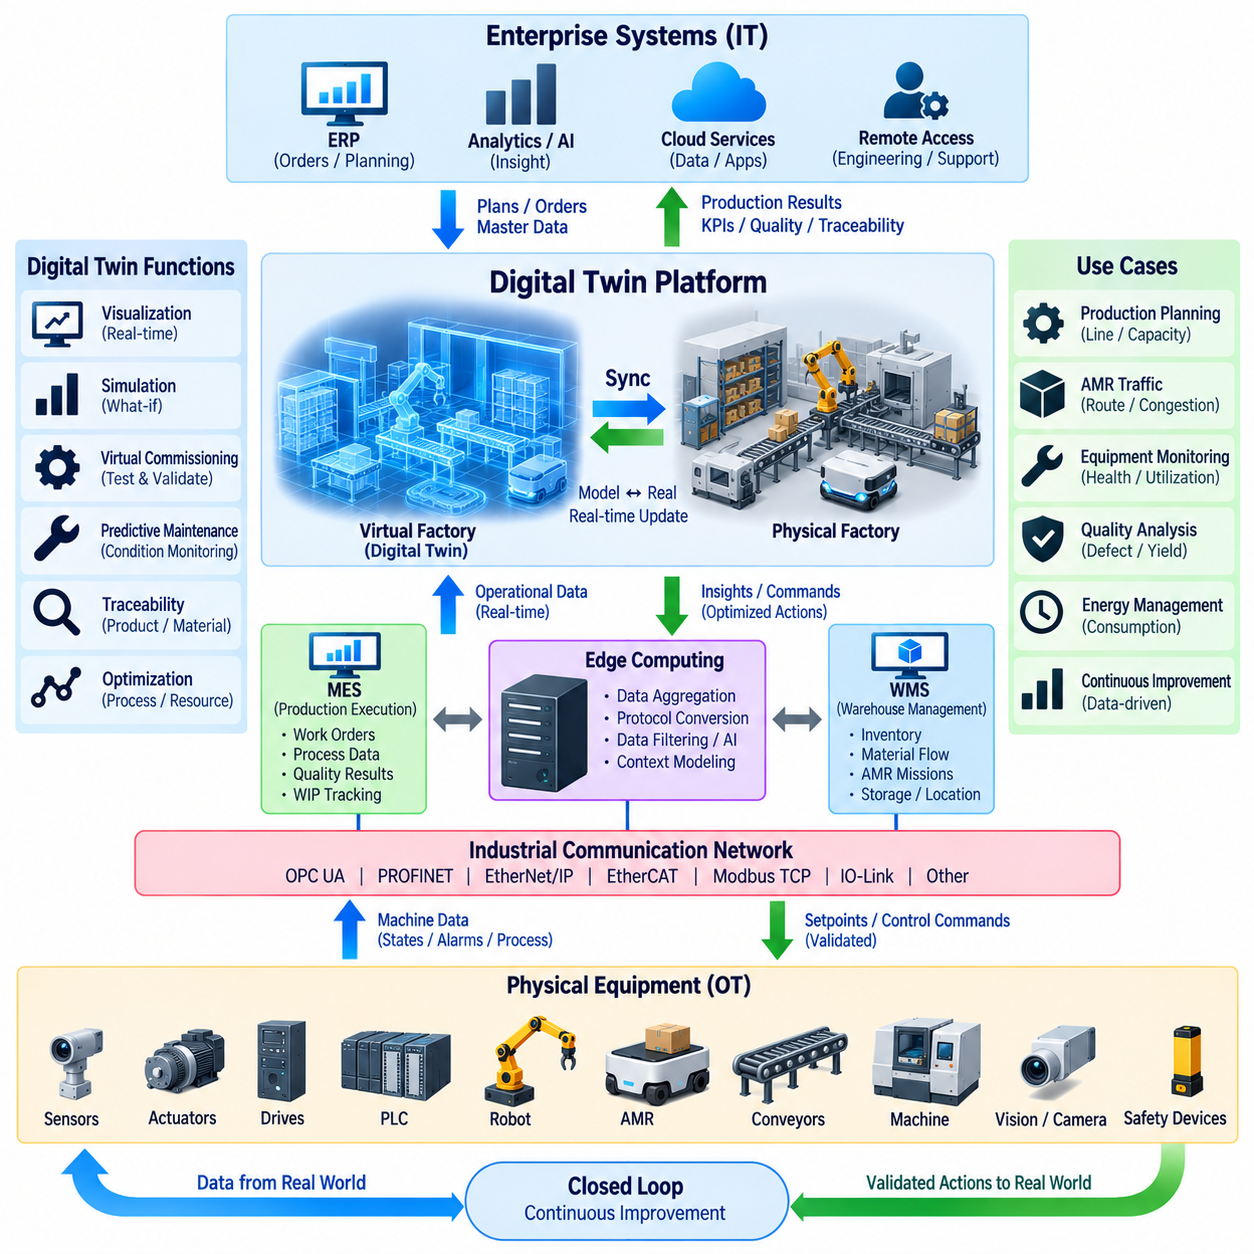 Enterprise Systems (IT)
ERP
(Orders / Planning)
Analytics / AI
(Insight)
Cloud Services
(Data / Apps)
Remote Access
(Engineering / Support)
Plans / Orders
Master Data
Production Results
KPIs / Quality / Traceability
Digital Twin Functions
Visualization
(Real-time)
Simulation
(What-if)
Virtual Commissioning
(Test & Validate)
Predictive Maintenance
(Condition Monitoring)
Traceability
(Product / Material)
Optimization
(Process / Resource)
Digital Twin Platform
Sync
Model ↔ Real
Real-time Update
Virtual Factory
(Digital Twin)
Physical Factory
Use Cases
Production Planning
(Line / Capacity)
AMR Traffic
(Route / Congestion)
Equipment Monitoring
(Health / Utilization)
Quality Analysis
(Defect / Yield)
Energy Management
(Consumption)
Continuous Improvement
(Data-driven)
Operational Data
(Real-time)
Insights / Commands
(Optimized Actions)
MES
(Production Execution)
• Work Orders
• Process Data
• Quality Results
• WIP Tracking
Edge Computing
• Data Aggregation
• Protocol Conversion
• Data Filtering / AI
• Context Modeling
WMS
(Warehouse Management)
• Inventory
• Material Flow
• AMR Missions
• Storage / Location
Industrial Communication Network
OPC UA | PROFINET | EtherNet/IP | EtherCAT | Modbus TCP | IO-Link | Other
Machine Data
(States / Alarms / Process)
Setpoints / Control Commands
(Validated)
Physical Equipment (OT)
Sensors
Actuators
Drives
PLC
Robot
AMR
Conveyors
Machine
Vision / Camera
Safety Devices
Data from Real World
Closed Loop
Continuous Improvement
Validated Actions to Real World